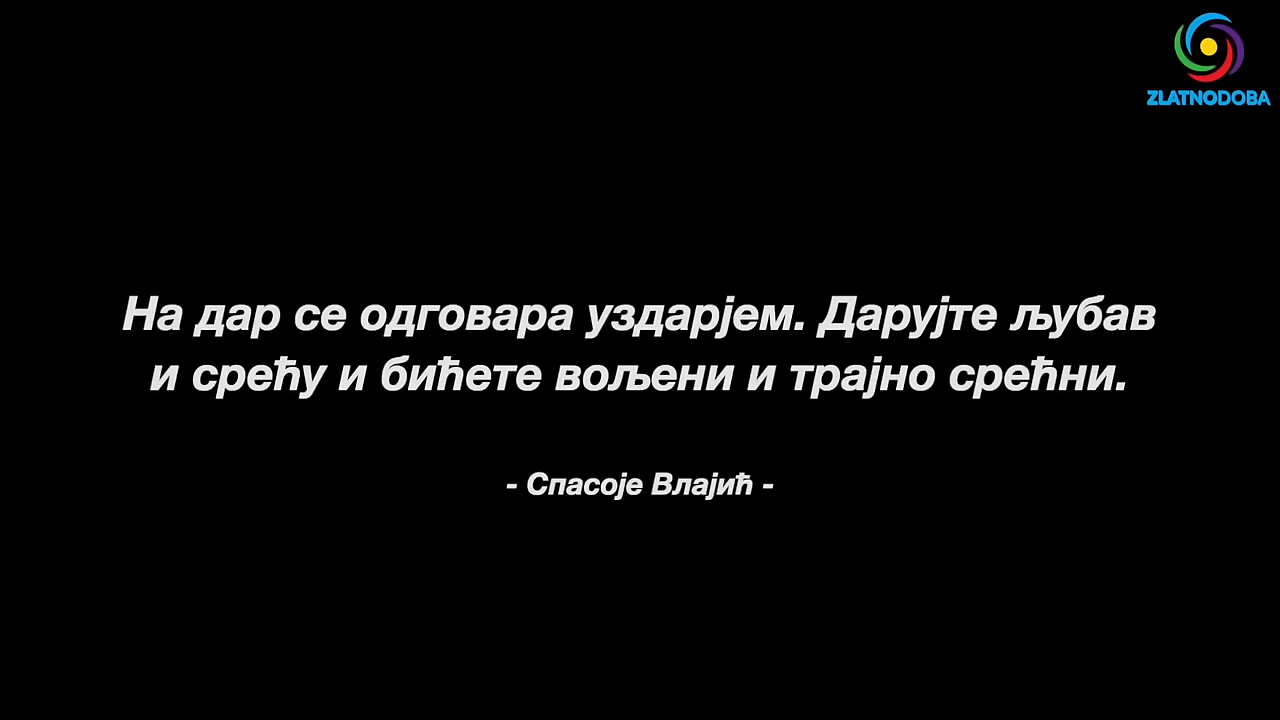 ZLATNODOBA
На дар се одговара уздарјем. Дарујте љубав
и срећу и бићете вољени и трајно срећни.
- Спасоје Влајић -